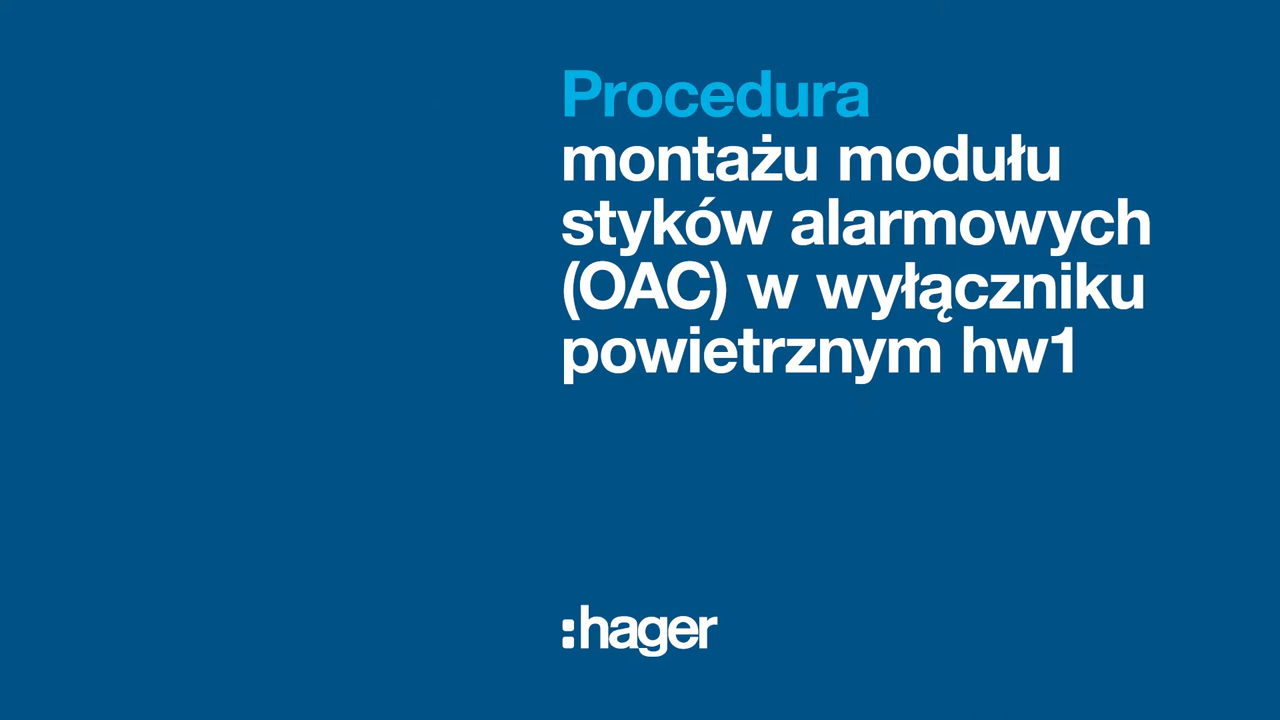 Procedura
montażu modułu
styków alarmowych
(OAC) w wyłączniku
powietrznym hw1
:hager